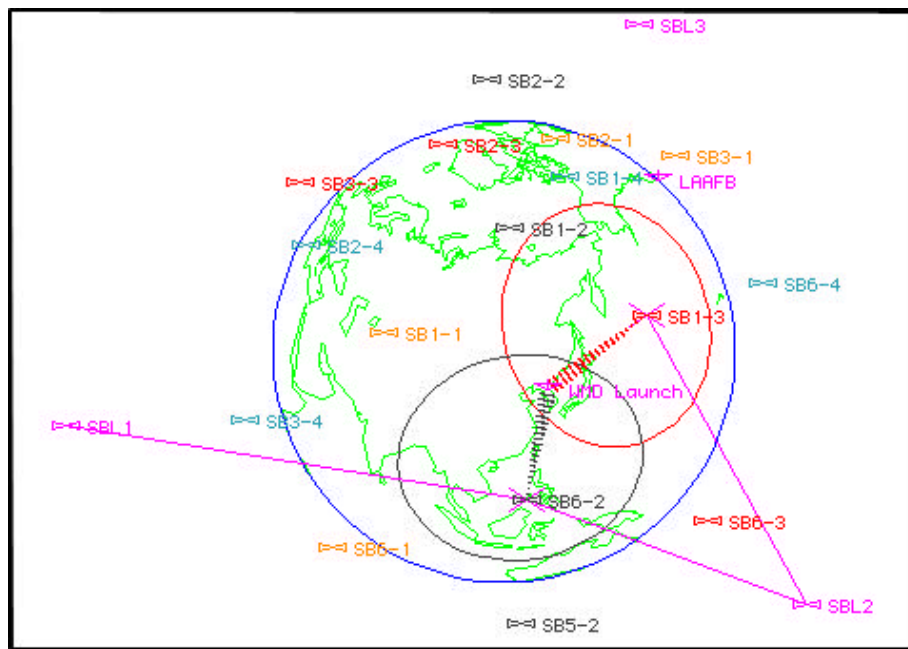 SBL3
SB2-2
SB2-1
SB2-3
SB3-1
SB1-4
LAAFB
SB3-3
SB1-2
SB2-4
SB6-4
SB1-3
SB1-1
WMD Launch
SB3-4
SBL1
SB6-2
SB6-3
SB6-1
SBL2
SB5-2